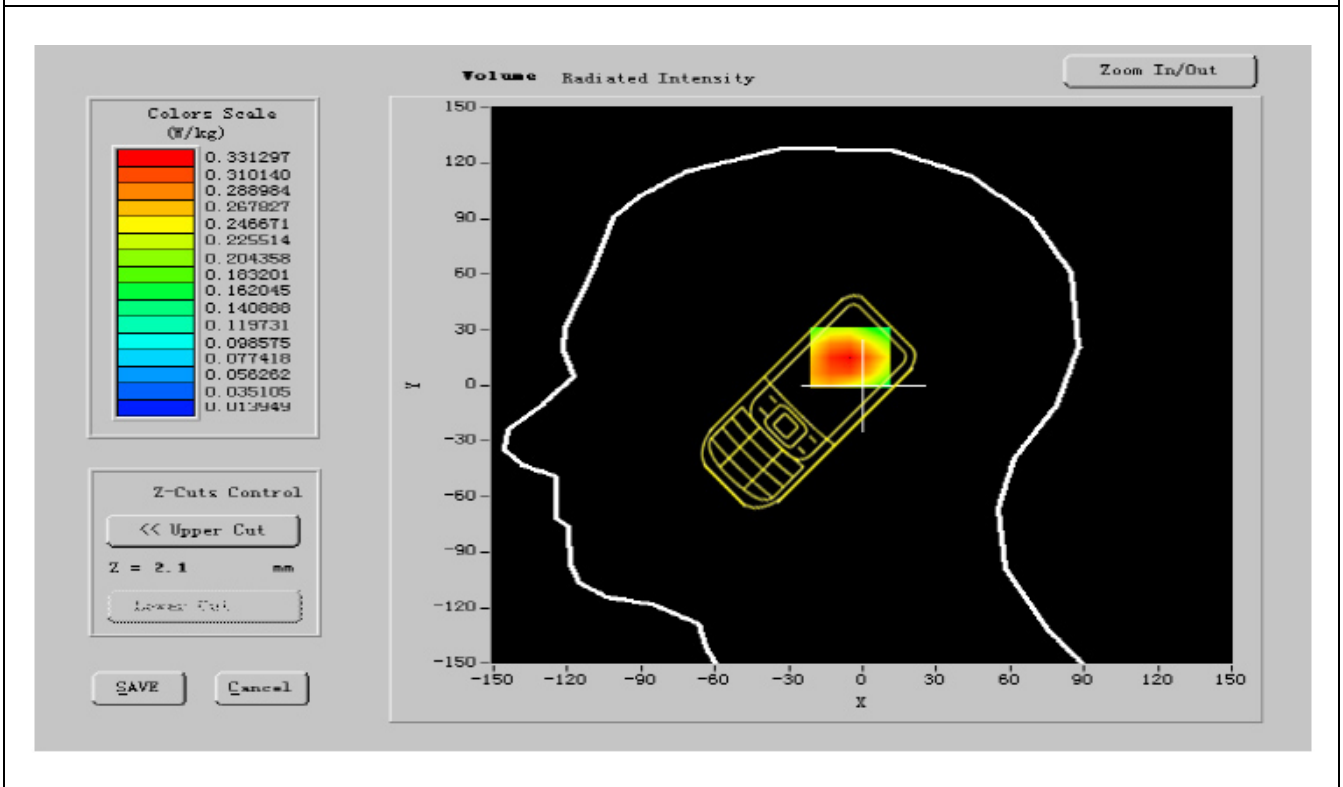 Volume Radiated Intensity
Zoom In/Out
Colors Scale
(W/kg)
0.331297
0.310140
0.288984
0.267827
0.246671
0.225514
0.204358
0.183201
0.162045
0.140888
0.119731
0.098575
0.077418
0.056262
0.035105
0.013949
Z-Cuts Control
<< Upper Cut
Z = 2.1 mm
Lower Cut
SAVE Cancel
150
120
90
60
30
0
-30
-60
-90
-120
-150
Y
-150 -120 -90 -60 -30 0 30 60 90 120 150
X